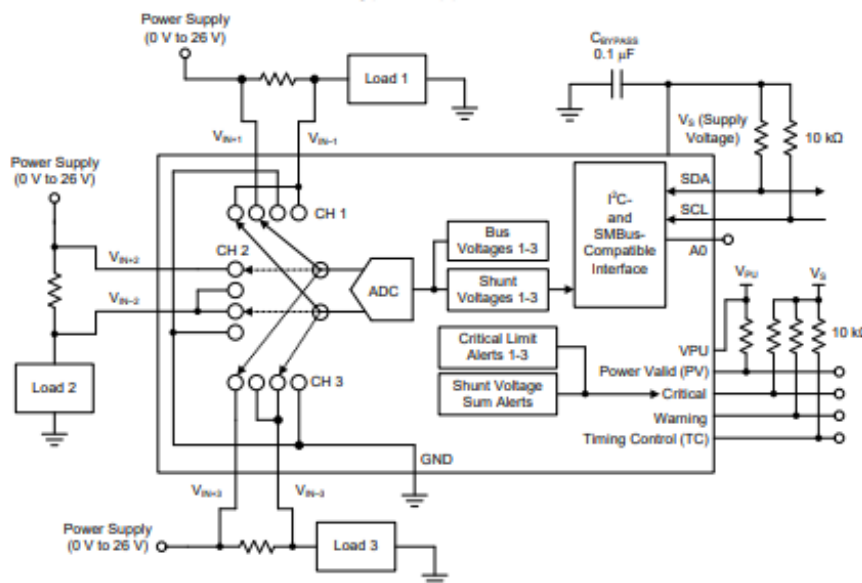 Power Supply
(0 V to 26 V)
Load 1
VIN+1
VIN-1
CBYPASS
0.1 µF
VS (Supply
Voltage)
10 kΩ
Power Supply
(0 V to 26 V)
CH 1
SDA
SCL
A0
I²C-
and
SMBus-
Compatible
Interface
VIN+2
CH 2
VIN-2
ADC
Bus
Voltages 1-3
Shunt
Voltages 1-3
VPU
VS
10 kΩ
Load 2
CH 3
Critical Limit
Alerts 1-3
Shunt Voltage
Sum Alerts
VPU
Power Valid (PV)
Critical
Warning
Timing Control (TC)
GND
VIN+3
VIN-3
Power Supply
(0 V to 26 V)
Load 3